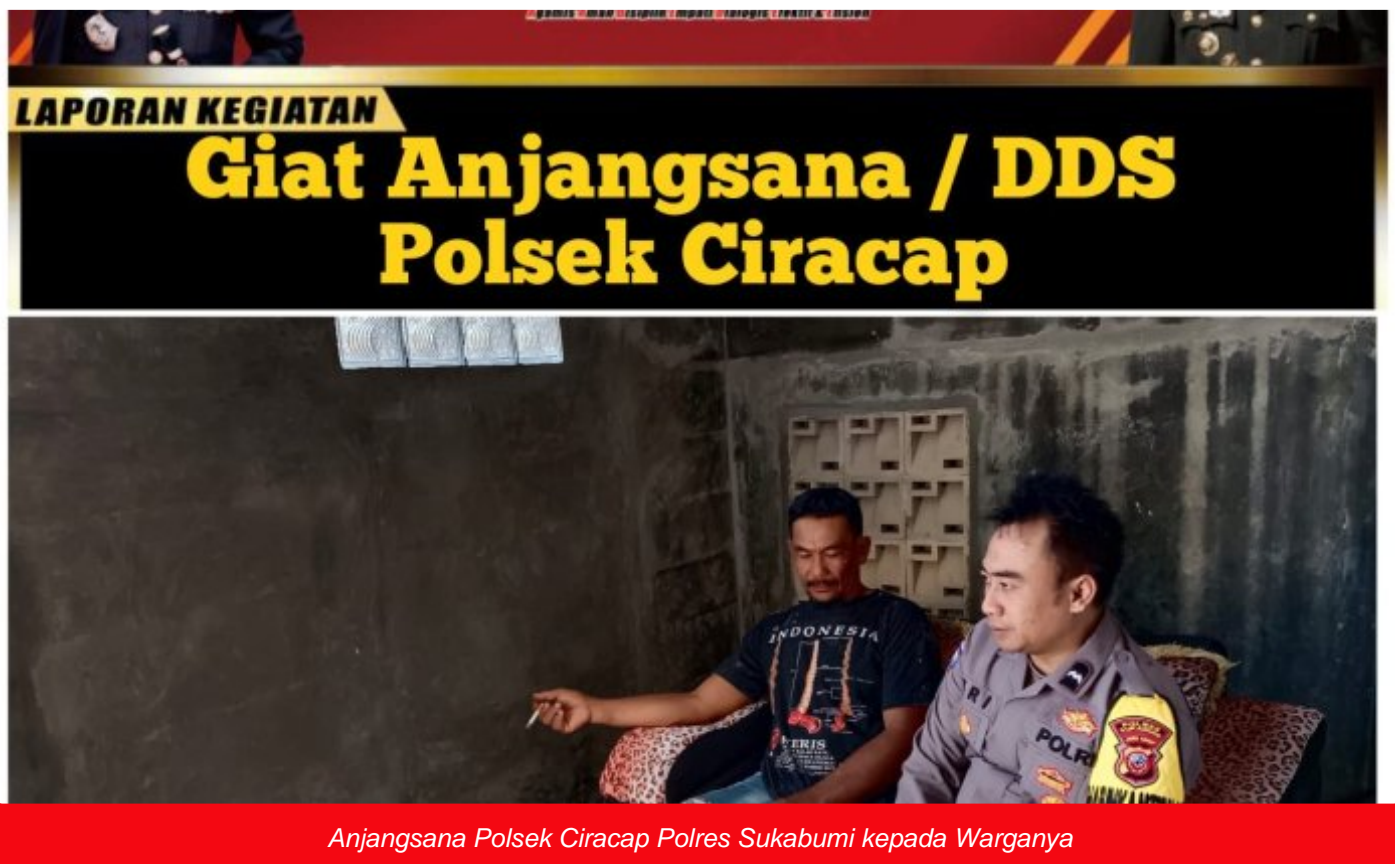 LAPORAN KEGIATAN
Giat Anjangsana / DDS
Polsek Ciracap
INDONESIA
POLRI
Anjangsana Polsek Ciracap Polres Sukabumi kepada Warganya